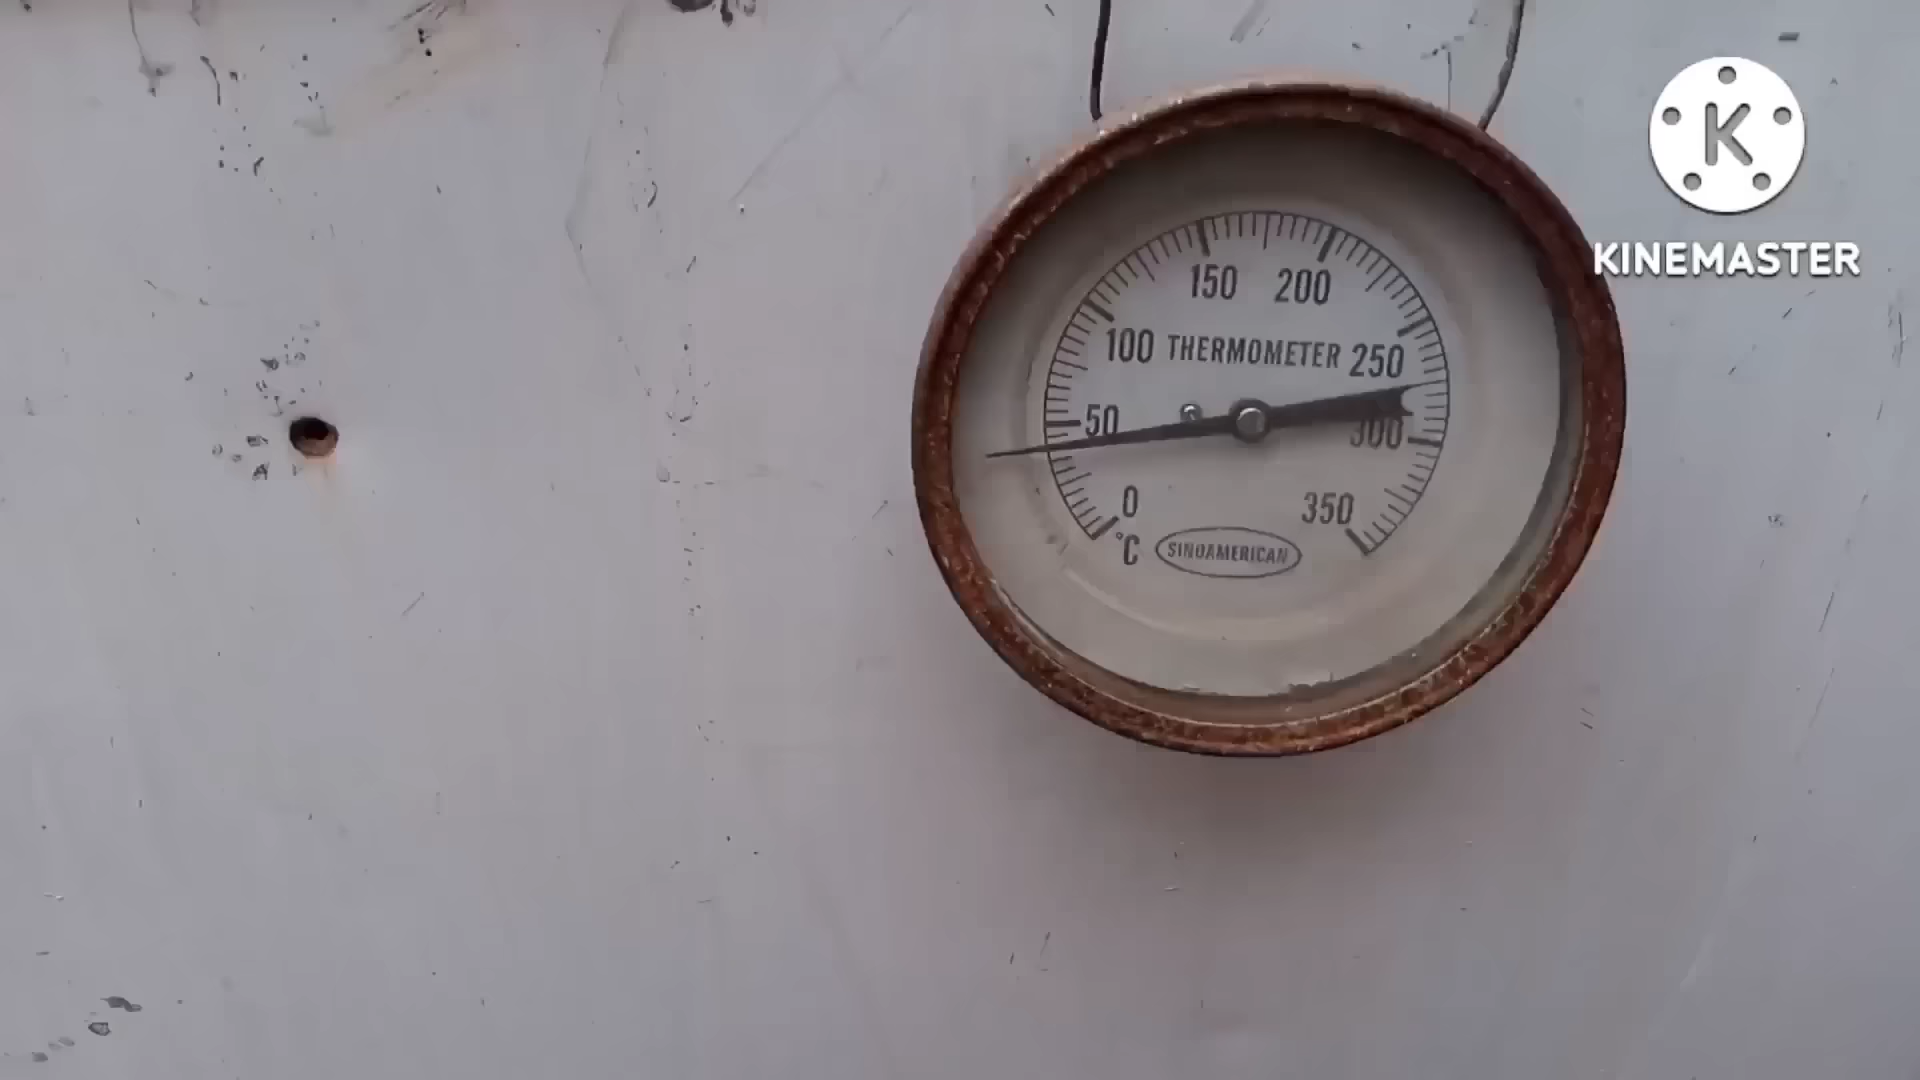 K
KINEMASTER
150 200
100 THERMOMETER 250
50 300
0 350
°C SINOAMERICAN